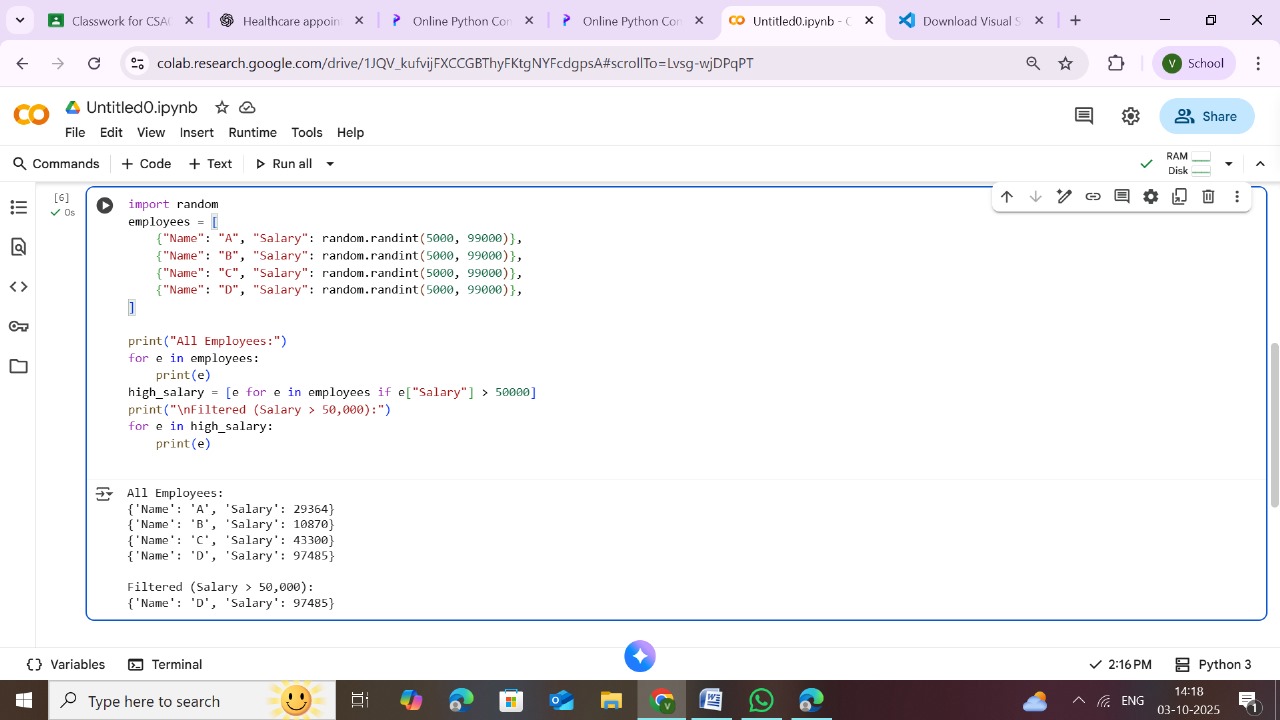 Classwork for CSA
Healthcare appoin
Online Python Con
Online Python Con
Untitled0.ipynb - C
Download Visual S
colab.research.google.com/drive/1JQV_kufvijFXCCGBThyFKtgNYFcdgpsA#scrollTo=Lvsg-wjDPqPT
V School
Untitled0.ipynb
Share
File Edit View Insert Runtime Tools Help
Commands + Code + Text Run all
RAM
Disk
[6]
0s
import random
employees = [
    {"Name": "A", "Salary": random.randint(5000, 99000)},
    {"Name": "B", "Salary": random.randint(5000, 99000)},
    {"Name": "C", "Salary": random.randint(5000, 99000)},
    {"Name": "D", "Salary": random.randint(5000, 99000)},
]
print("All Employees:")
for e in employees:
    print(e)
high_salary = [e for e in employees if e["Salary"] > 50000]
print("\nFiltered (Salary > 50,000):")
for e in high_salary:
    print(e)
All Employees:
{'Name': 'A', 'Salary': 29364}
{'Name': 'B', 'Salary': 10870}
{'Name': 'C', 'Salary': 43300}
{'Name': 'D', 'Salary': 97485}
Filtered (Salary > 50,000):
{'Name': 'D', 'Salary': 97485}
{} Variables Terminal
2:16 PM Python 3
Type here to search
ENG
14:18
03-10-2025
1